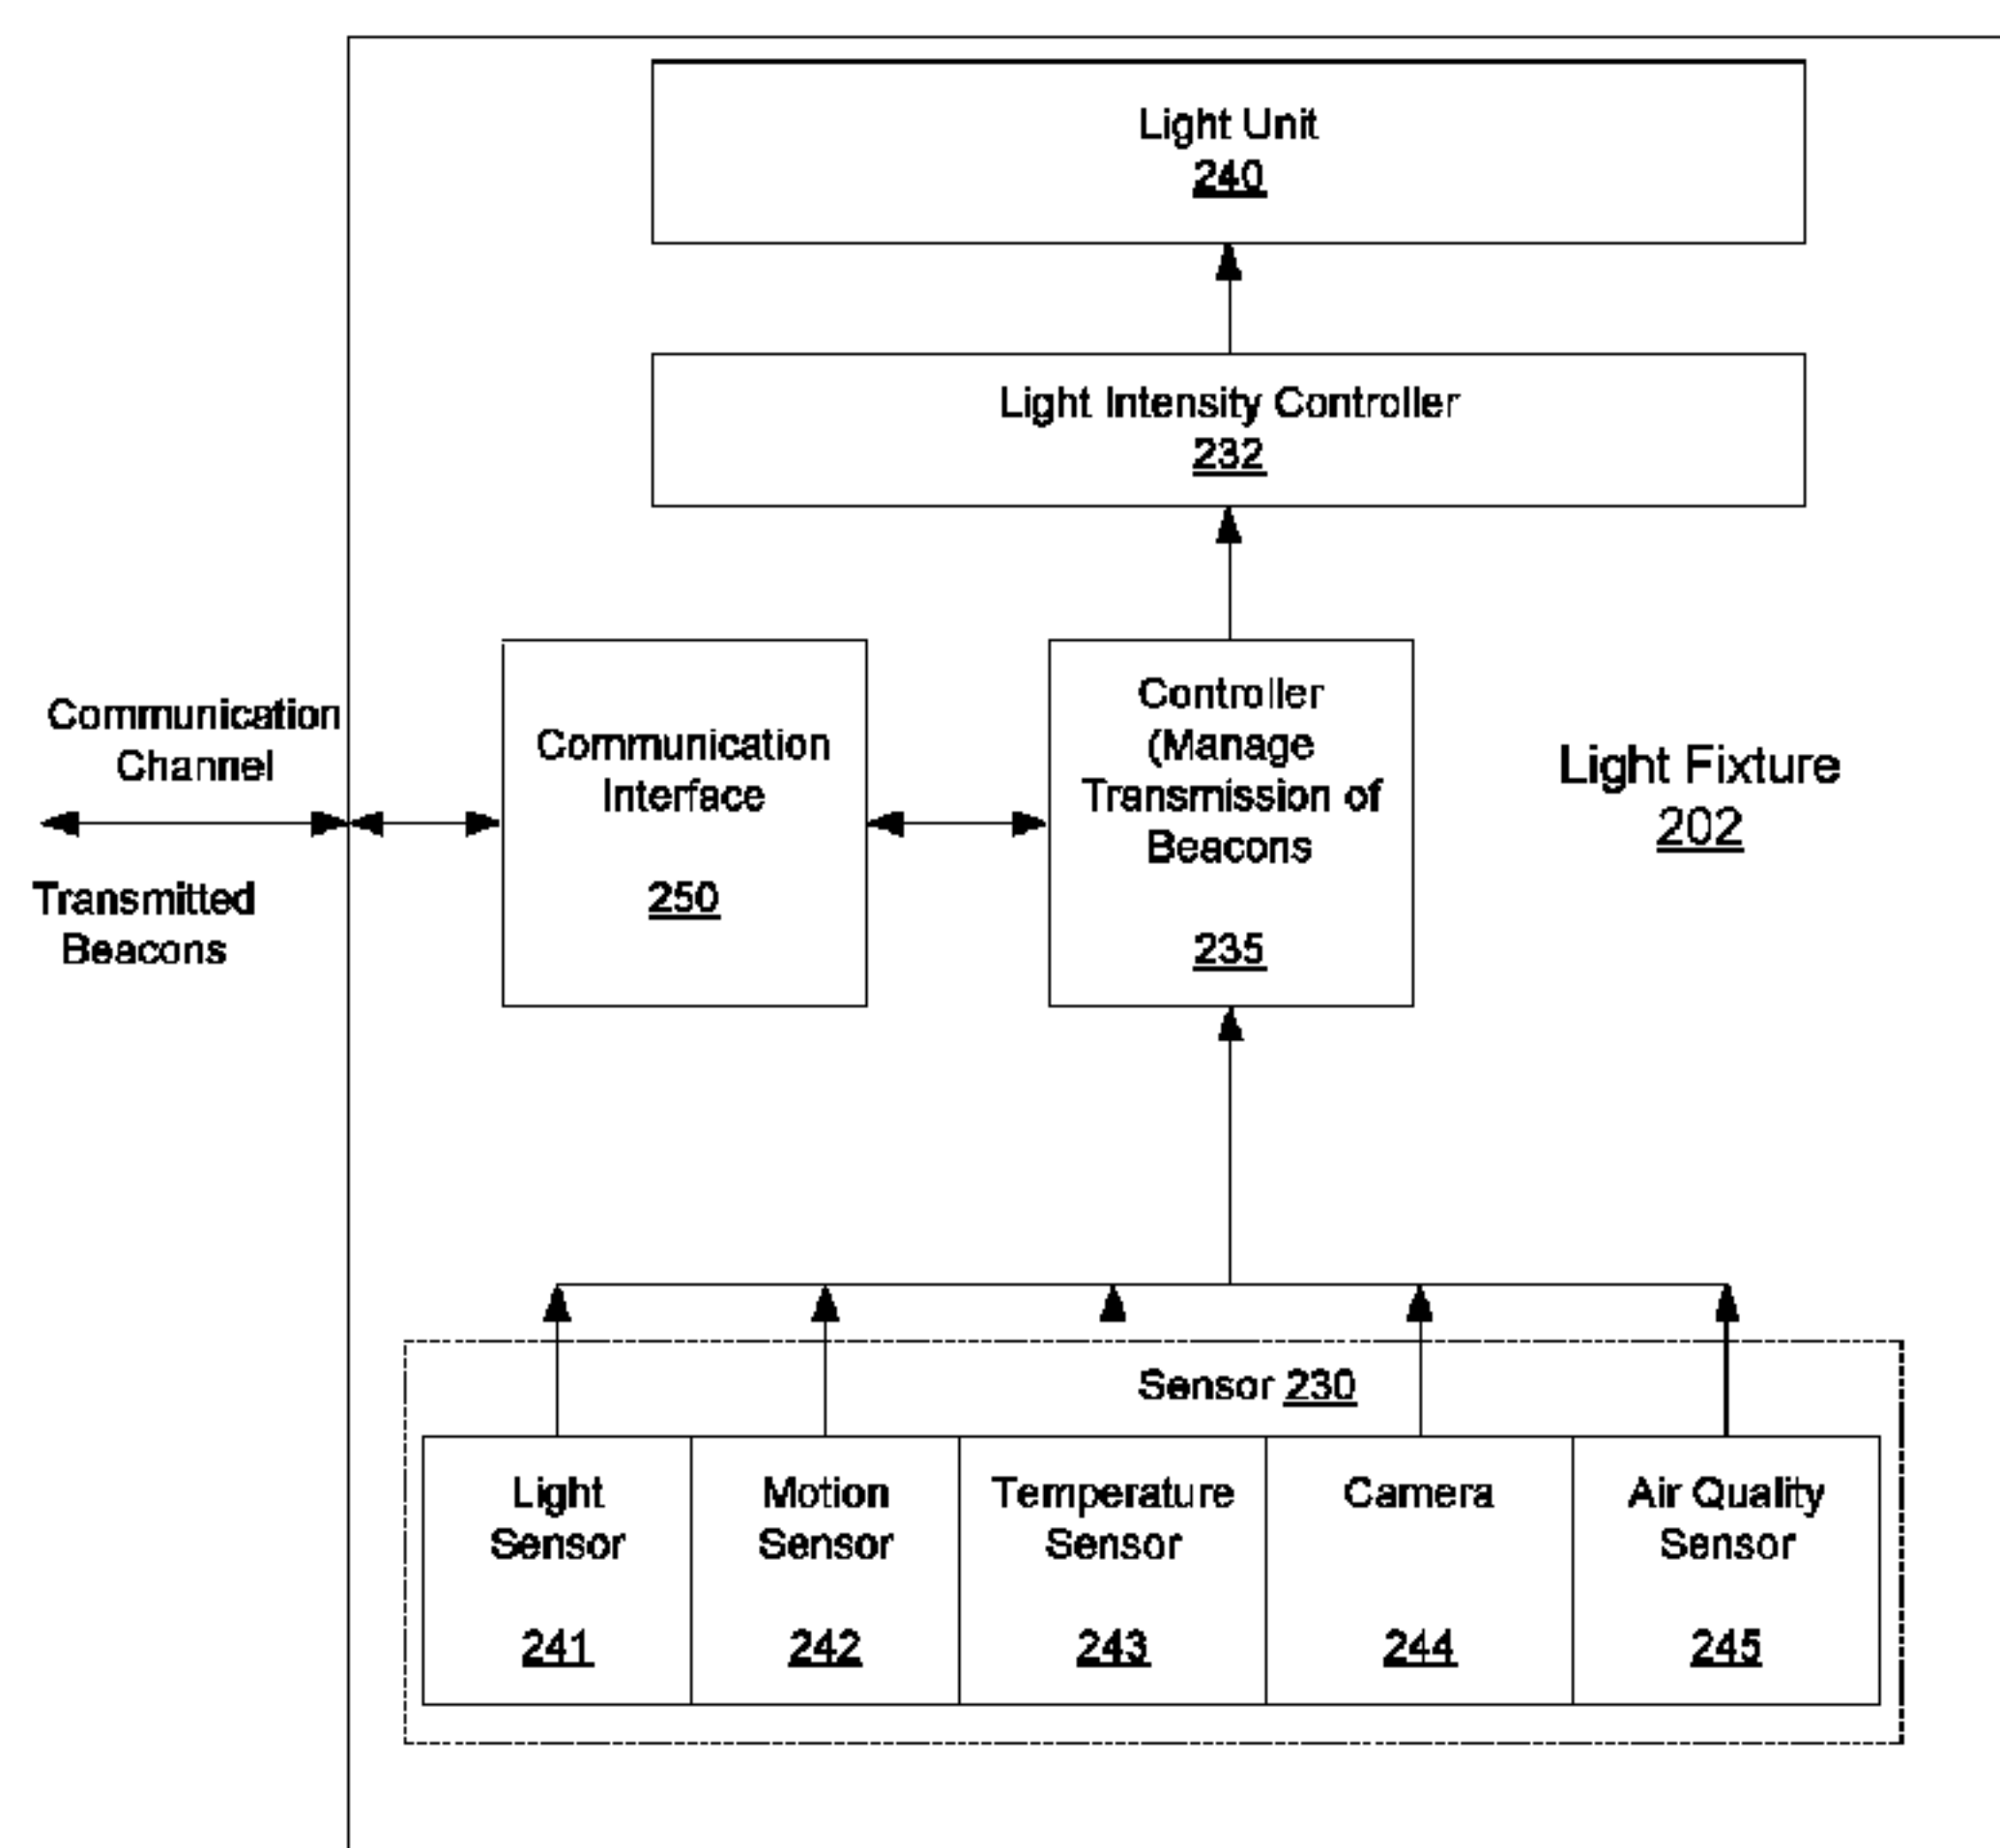 Light Unit
240
Light Intensity Controller
232
Communication
Channel
Transmitted
Beacons
Communication
Interface
250
Controller
(Manage
Transmission of
Beacons
235
Light Fixture
202
Sensor 230
Light
Sensor
241
Motion
Sensor
242
Temperature
Sensor
243
Camera
244
Air Quality
Sensor
245